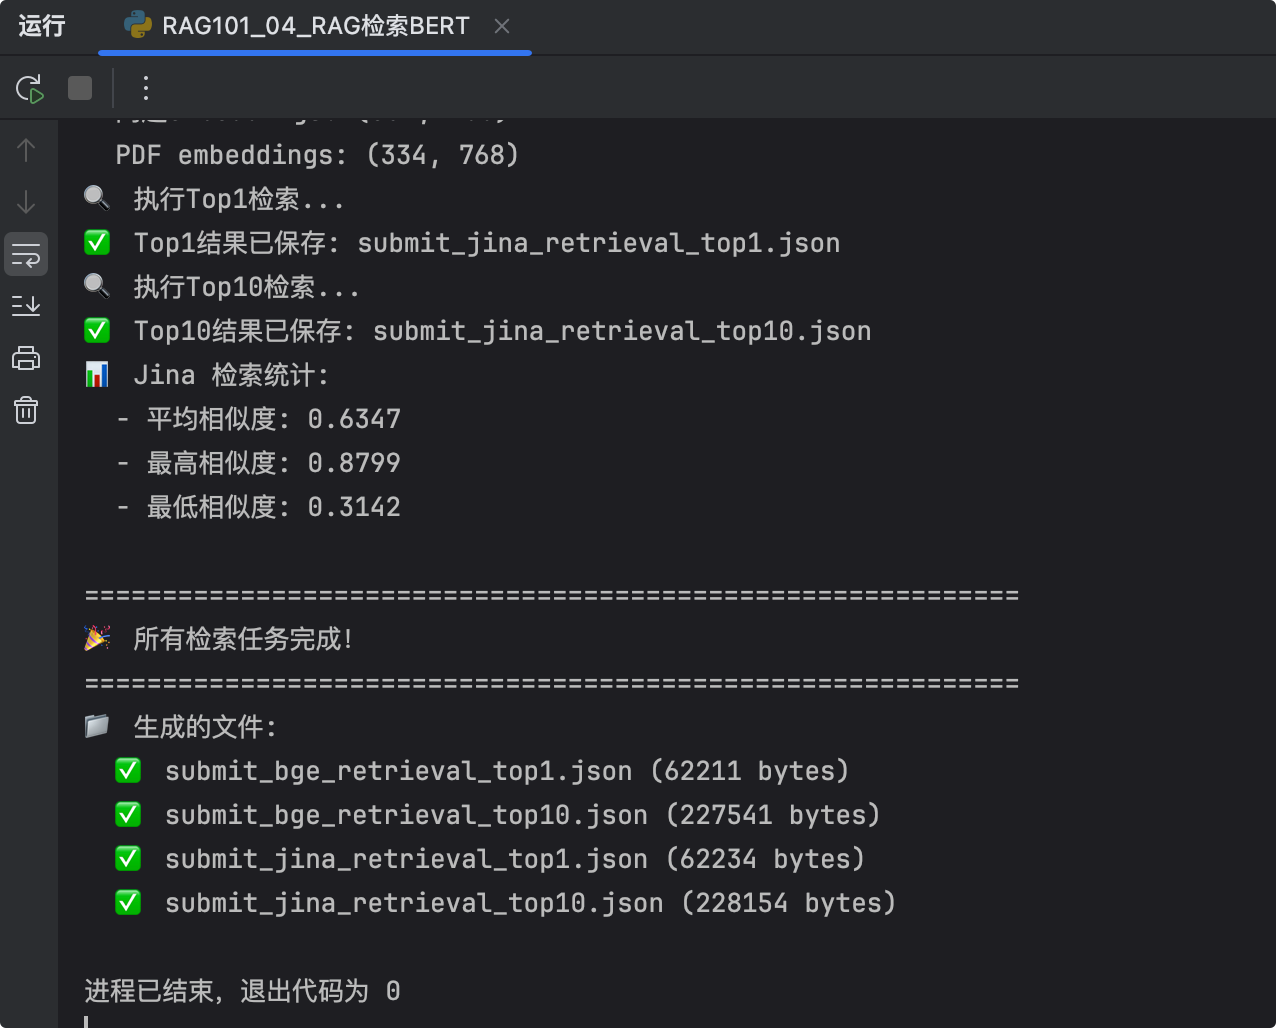 运行
RAG101_04_RAG检索BERT
PDF embeddings: (334, 768)
🔍 执行Top1检索...
✅ Top1结果已保存: submit_jina_retrieval_top1.json
🔍 执行Top10检索...
✅ Top10结果已保存: submit_jina_retrieval_top10.json
📊 Jina 检索统计:
- 平均相似度: 0.6347
- 最高相似度: 0.8799
- 最低相似度: 0.3142
============================================================
🎉 所有检索任务完成!
============================================================
📁 生成的文件:
✅ submit_bge_retrieval_top1.json (62211 bytes)
✅ submit_bge_retrieval_top10.json (227541 bytes)
✅ submit_jina_retrieval_top1.json (62234 bytes)
✅ submit_jina_retrieval_top10.json (228154 bytes)
进程已结束，退出代码为 0